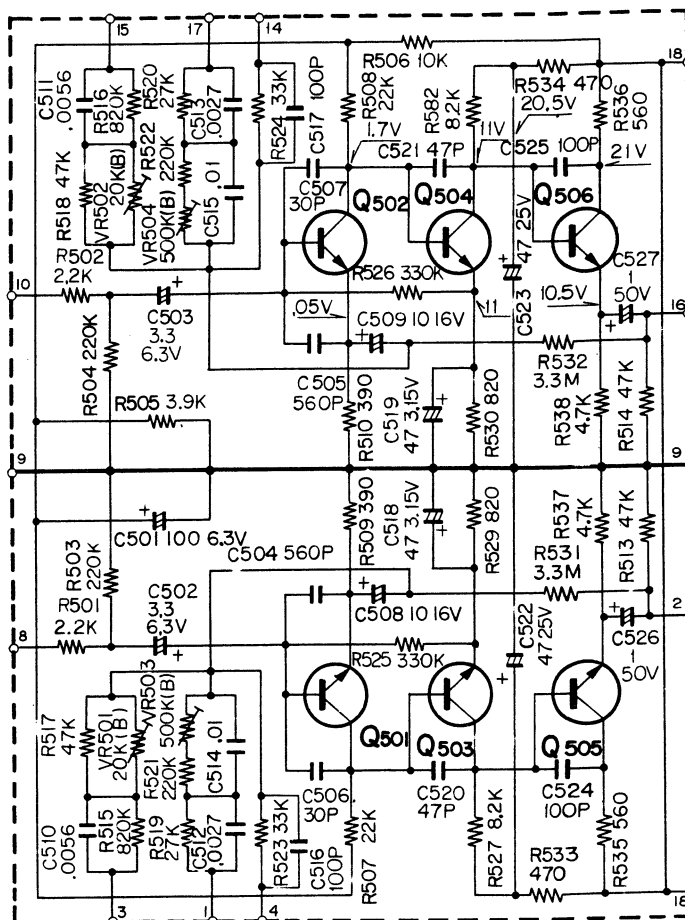 15
17
14
18
R506 10K
R534 470
20.5V
R508 22K
R582 8.2K
R536 560
C511 .0056
R516 820K
R520 27K
C513 .0027
R524 33K
C517 100P
1.7V
C521 47P
11V
C525 100P
21V
R518 47K
VR502 20K(B)
R522 220K
VR504 500K(B)
C515 .01
C507 30P
Q502
Q504
Q506
47 25V
C523
C527
1
50V
R502
2.2K
10
R526 330K
.05V
11
10.5V
16
C503
3.3
6.3V
C509 10 16V
R504 220K
C505
560P
R532
3.3M
R505 3.9K
R510 390
C519
47 3.15V
R530 820
R538
4.7K
R514 47K
9
9
R503
220K
C501 100 6.3V
R509 390
C518
47 3.15V
R529 820
R537
4.7K
R513 47K
C504 560P
R531
3.3M
R501
2.2K
C502
3.3
6.3V
C508 10 16V
2
8
R525 330K
C522
47 25V
C526
1
50V
R517
47K
VR501
20K(B)
VR503
500K(B)
R521
220K
C514 .01
Q501
Q503
Q505
C506
30P
C520
47P
C524
100P
C510
.0056
R515
820K
R519
27K
C512
.0027
R523 33K
C516
100P
R507 22K
R527 8.2K
R533
470
R535 560
3
1
4
18